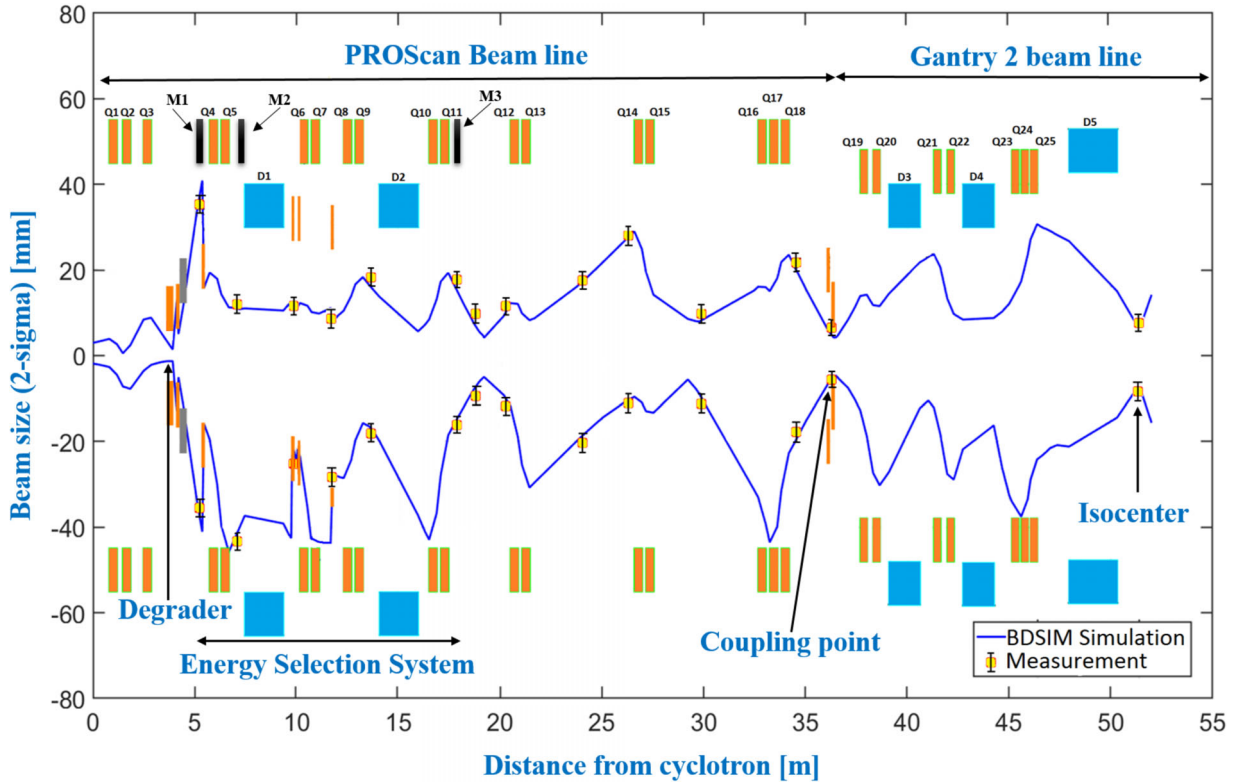 80
60
40
20
0
-20
-40
-60
-80
Beam size (2-sigma) [mm]
PROScan Beam line
Gantry 2 beam line
M1
M2
M3
Q1 Q2 Q3
Q4 Q5
Q6 Q7
Q8 Q9
Q10 Q11
Q12 Q13
Q14 Q15
Q16 Q17 Q18
Q19 Q20
Q21 Q22
Q23 Q24 Q25
D1
D2
D3
D4
D5
Degrader
Energy Selection System
Coupling point
Isocenter
BDSIM Simulation
Measurement
0 5 10 15 20 25 30 35 40 45 50 55
Distance from cyclotron [m]